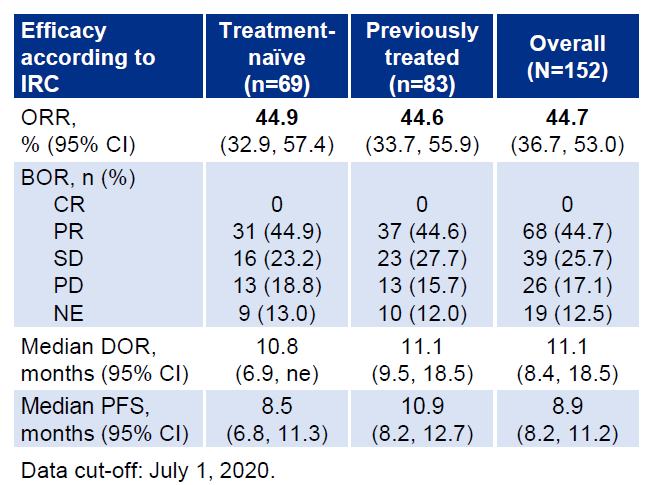 Efficacy according to IRC Treatment-naïve (n=69) Previously treated (n=83) Overall (N=152)
ORR, % (95% CI) 44.9 (32.9, 57.4) 44.6 (33.7, 55.9) 44.7 (36.7, 53.0)
BOR, n (%)
CR 0 0 0
PR 31 (44.9) 37 (44.6) 68 (44.7)
SD 16 (23.2) 23 (27.7) 39 (25.7)
PD 13 (18.8) 13 (15.7) 26 (17.1)
NE 9 (13.0) 10 (12.0) 19 (12.5)
Median DOR, months (95% CI) 10.8 (6.9, ne) 11.1 (9.5, 18.5) 11.1 (8.4, 18.5)
Median PFS, months (95% CI) 8.5 (6.8, 11.3) 10.9 (8.2, 12.7) 8.9 (8.2, 11.2)
Data cut-off: July 1, 2020.